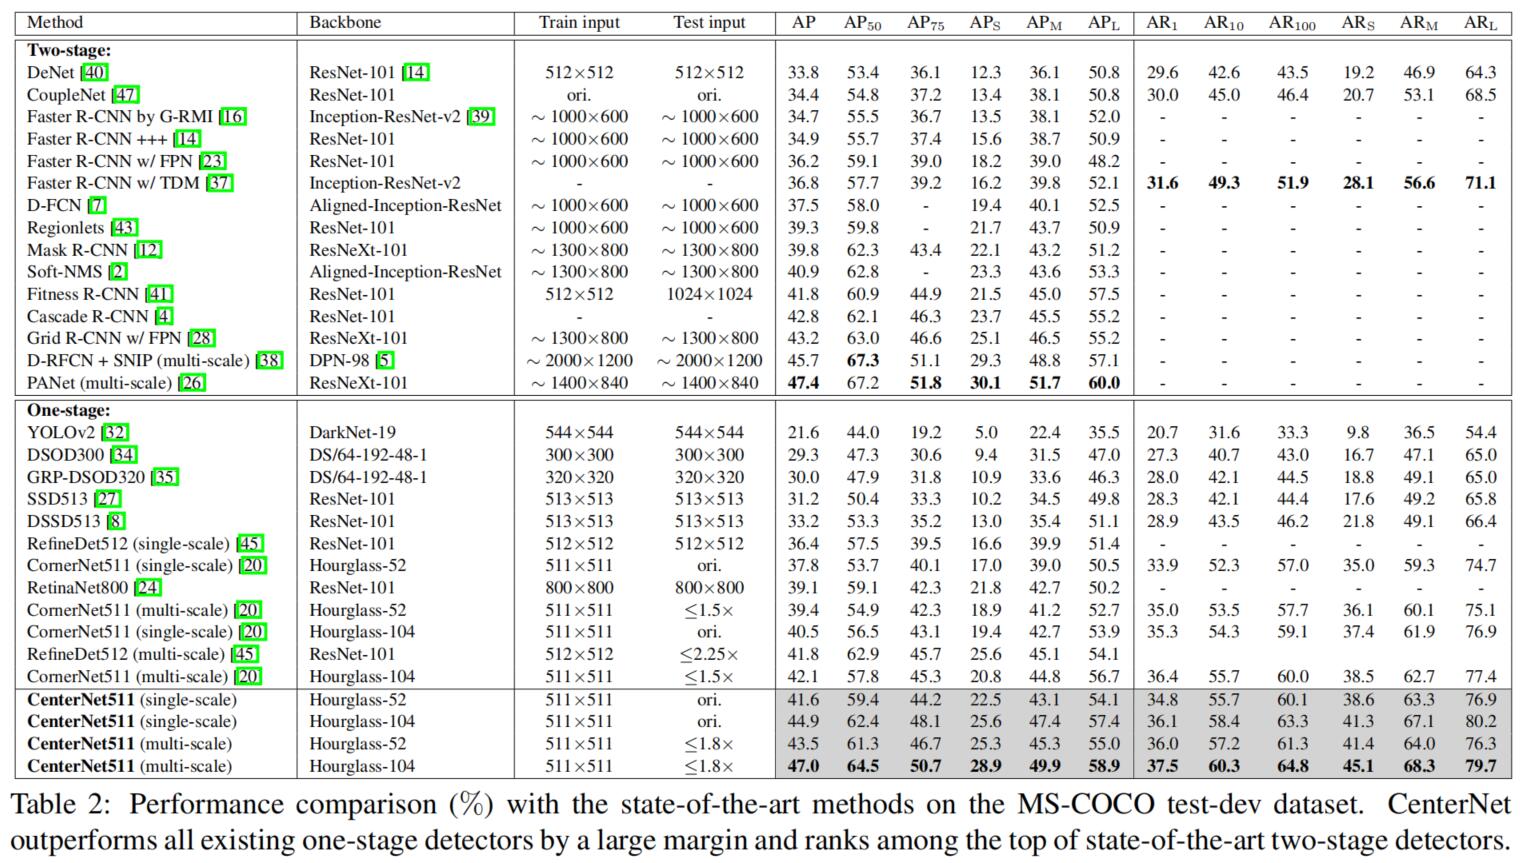 Method Backbone Train input Test input AP AP50 AP75 APS APM APL AR1 AR10 AR100 ARS ARM ARL
Two-stage:
DeNet [40] ResNet-101 [14] 512×512 512×512 33.8 53.4 36.1 12.3 36.1 50.8 29.6 42.6 43.5 19.2 46.9 64.3
CoupleNet [47] ResNet-101 ori. ori. 34.4 54.8 37.2 13.4 38.1 50.8 30.0 45.0 46.4 20.7 53.1 68.5
Faster R-CNN by G-RMI [16] Inception-ResNet-v2 [39] ∼ 1000×600 ∼ 1000×600 34.7 55.5 36.7 13.5 38.1 52.0 - - - - - -
Faster R-CNN +++ [14] ResNet-101 ∼ 1000×600 ∼ 1000×600 34.9 55.7 37.4 15.6 38.7 50.9 - - - - - -
Faster R-CNN w/ FPN [23] ResNet-101 ∼ 1000×600 ∼ 1000×600 36.2 59.1 39.0 18.2 39.0 48.2 - - - - - -
Faster R-CNN w/ TDM [37] Inception-ResNet-v2 - - 36.8 57.7 39.2 16.2 39.8 52.1 31.6 49.3 51.9 28.1 56.6 71.1
D-FCN [7] Aligned-Inception-ResNet ∼ 1000×600 ∼ 1000×600 37.5 58.0 - 19.4 40.1 52.5 - - - - - -
Regionlets [43] ResNet-101 ∼ 1000×600 ∼ 1000×600 39.3 59.8 - 21.7 43.7 50.9 - - - - - -
Mask R-CNN [12] ResNeXt-101 ∼ 1300×800 ∼ 1300×800 39.8 62.3 43.4 22.1 43.2 51.2 - - - - - -
Soft-NMS [2] Aligned-Inception-ResNet ∼ 1300×800 ∼ 1300×800 40.9 62.8 - 23.3 43.6 53.3 - - - - - -
Fitness R-CNN [41] ResNet-101 512×512 1024×1024 41.8 60.9 44.9 21.5 45.0 57.5 - - - - - -
Cascade R-CNN [4] ResNet-101 - - 42.8 62.1 46.3 23.7 45.5 55.2 - - - - - -
Grid R-CNN w/ FPN [28] ResNeXt-101 ∼ 1300×800 ∼ 1300×800 43.2 63.0 46.6 25.1 46.5 55.2 - - - - - -
D-RFCN + SNIP (multi-scale) [38] DPN-98 [5] ∼ 2000×1200 ∼ 2000×1200 45.7 67.3 51.1 29.3 48.8 57.1 - - - - - -
PANet (multi-scale) [26] ResNeXt-101 ∼ 1400×840 ∼ 1400×840 47.4 67.2 51.8 30.1 51.7 60.0 - - - - - -
One-stage:
YOLOv2 [32] DarkNet-19 544×544 544×544 21.6 44.0 19.2 5.0 22.4 35.5 20.7 31.6 33.3 9.8 36.5 54.4
DSOD300 [34] DS/64-192-48-1 300×300 300×300 29.3 47.3 30.6 9.4 31.5 47.0 27.3 40.7 43.0 16.7 47.1 65.0
GRP-DSOD320 [35] DS/64-192-48-1 320×320 320×320 30.0 47.9 31.8 10.9 33.6 46.3 28.0 42.1 44.5 18.8 49.1 65.0
SSD513 [27] ResNet-101 513×513 513×513 31.2 50.4 33.3 10.2 34.5 49.8 28.3 42.1 44.4 17.6 49.2 65.8
DSSD513 [8] ResNet-101 513×513 513×513 33.2 53.3 35.2 13.0 35.4 51.1 28.9 43.5 46.2 21.8 49.1 66.4
RefineDet512 (single-scale) [45] ResNet-101 512×512 512×512 36.4 57.5 39.5 16.6 39.9 51.4 - - - - - -
CornerNet511 (single-scale) [20] Hourglass-52 511×511 ori. 37.8 53.7 40.1 17.0 39.0 50.5 33.9 52.3 57.0 35.0 59.3 74.7
RetinaNet800 [24] ResNet-101 800×800 800×800 39.1 59.1 42.3 21.8 42.7 50.2 - - - - - -
CornerNet511 (multi-scale) [20] Hourglass-52 511×511 ≤1.5× 39.4 54.9 42.3 18.9 41.2 52.7 35.0 53.5 57.7 36.1 60.1 75.1
CornerNet511 (single-scale) [20] Hourglass-104 511×511 ori. 40.5 56.5 43.1 19.4 42.7 53.9 35.3 54.3 59.1 37.4 61.9 76.9
RefineDet512 (multi-scale) [45] ResNet-101 512×512 ≤2.25× 41.8 62.9 45.7 25.6 45.1 54.1
CornerNet511 (multi-scale) [20] Hourglass-104 511×511 ≤1.5× 42.1 57.8 45.3 20.8 44.8 56.7 36.4 55.7 60.0 38.5 62.7 77.4
CenterNet511 (single-scale) Hourglass-52 511×511 ori. 41.6 59.4 44.2 22.5 43.1 54.1 34.8 55.7 60.1 38.6 63.3 76.9
CenterNet511 (single-scale) Hourglass-104 511×511 ori. 44.9 62.4 48.1 25.6 47.4 57.4 36.1 58.4 63.3 41.3 67.1 80.2
CenterNet511 (multi-scale) Hourglass-52 511×511 ≤1.8× 43.5 61.3 46.7 25.3 45.3 55.0 36.0 57.2 61.3 41.4 64.0 76.3
CenterNet511 (multi-scale) Hourglass-104 511×511 ≤1.8× 47.0 64.5 50.7 28.9 49.9 58.9 37.5 60.3 64.8 45.1 68.3 79.7
Table 2: Performance comparison (%) with the state-of-the-art methods on the MS-COCO test-dev dataset. CenterNet
outperforms all existing one-stage detectors by a large margin and ranks among the top of state-of-the-art two-stage detectors.